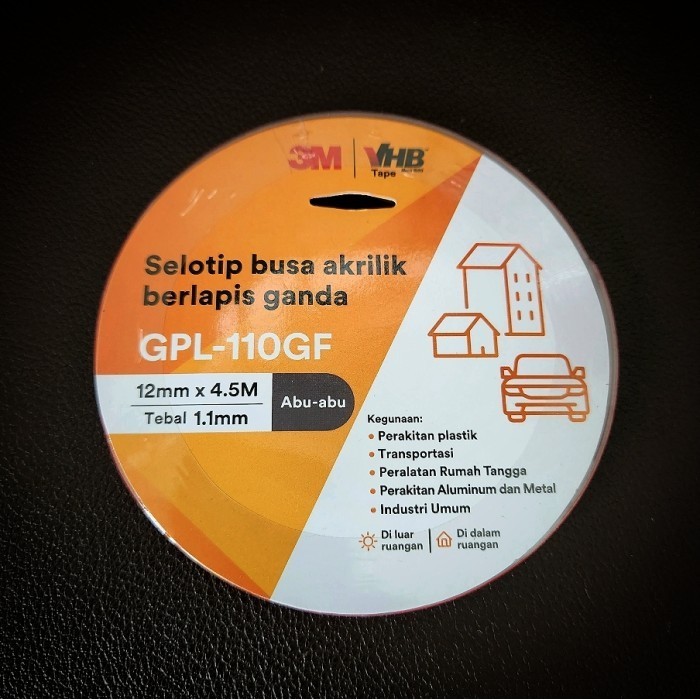 3M | VHB
Tape
Selotip busa akrilik
berlapis ganda
GPL-110GF
12mm x 4.5M
Tebal 1.1mm
Abu-abu
Kegunaan:
• Perakitan plastik
• Transportasi
• Peralatan Rumah Tangga
• Perakitan Aluminum dan Metal
• Industri Umum
Di luar
ruangan
Di dalam
ruangan